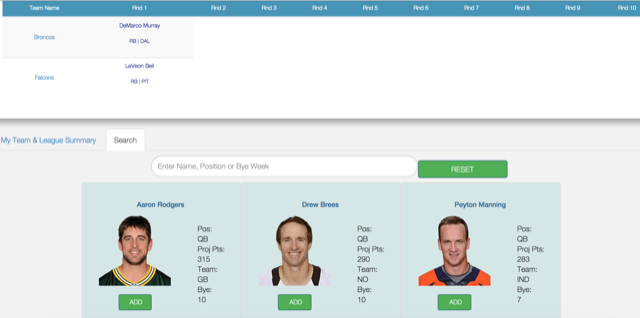 Team Name Rnd 1 Rnd 2 Rnd 3 Rnd 4 Rnd 5 Rnd 6 Rnd 7 Rnd 8 Rnd 9 Rnd 10
Broncos
DeMarco Murray
RB | DAL
Falcons
LeVeon Bell
RB | PIT
My Team & League Summary Search
Enter Name, Position or Bye Week RESET
Aaron Rodgers
Pos:
QB
Proj Pts:
315
Team:
GB
Bye:
10
ADD
Drew Brees
Pos:
QB
Proj Pts:
290
Team:
NO
Bye:
10
ADD
Peyton Manning
Pos:
QB
Proj Pts:
283
Team:
IND
Bye:
7
ADD